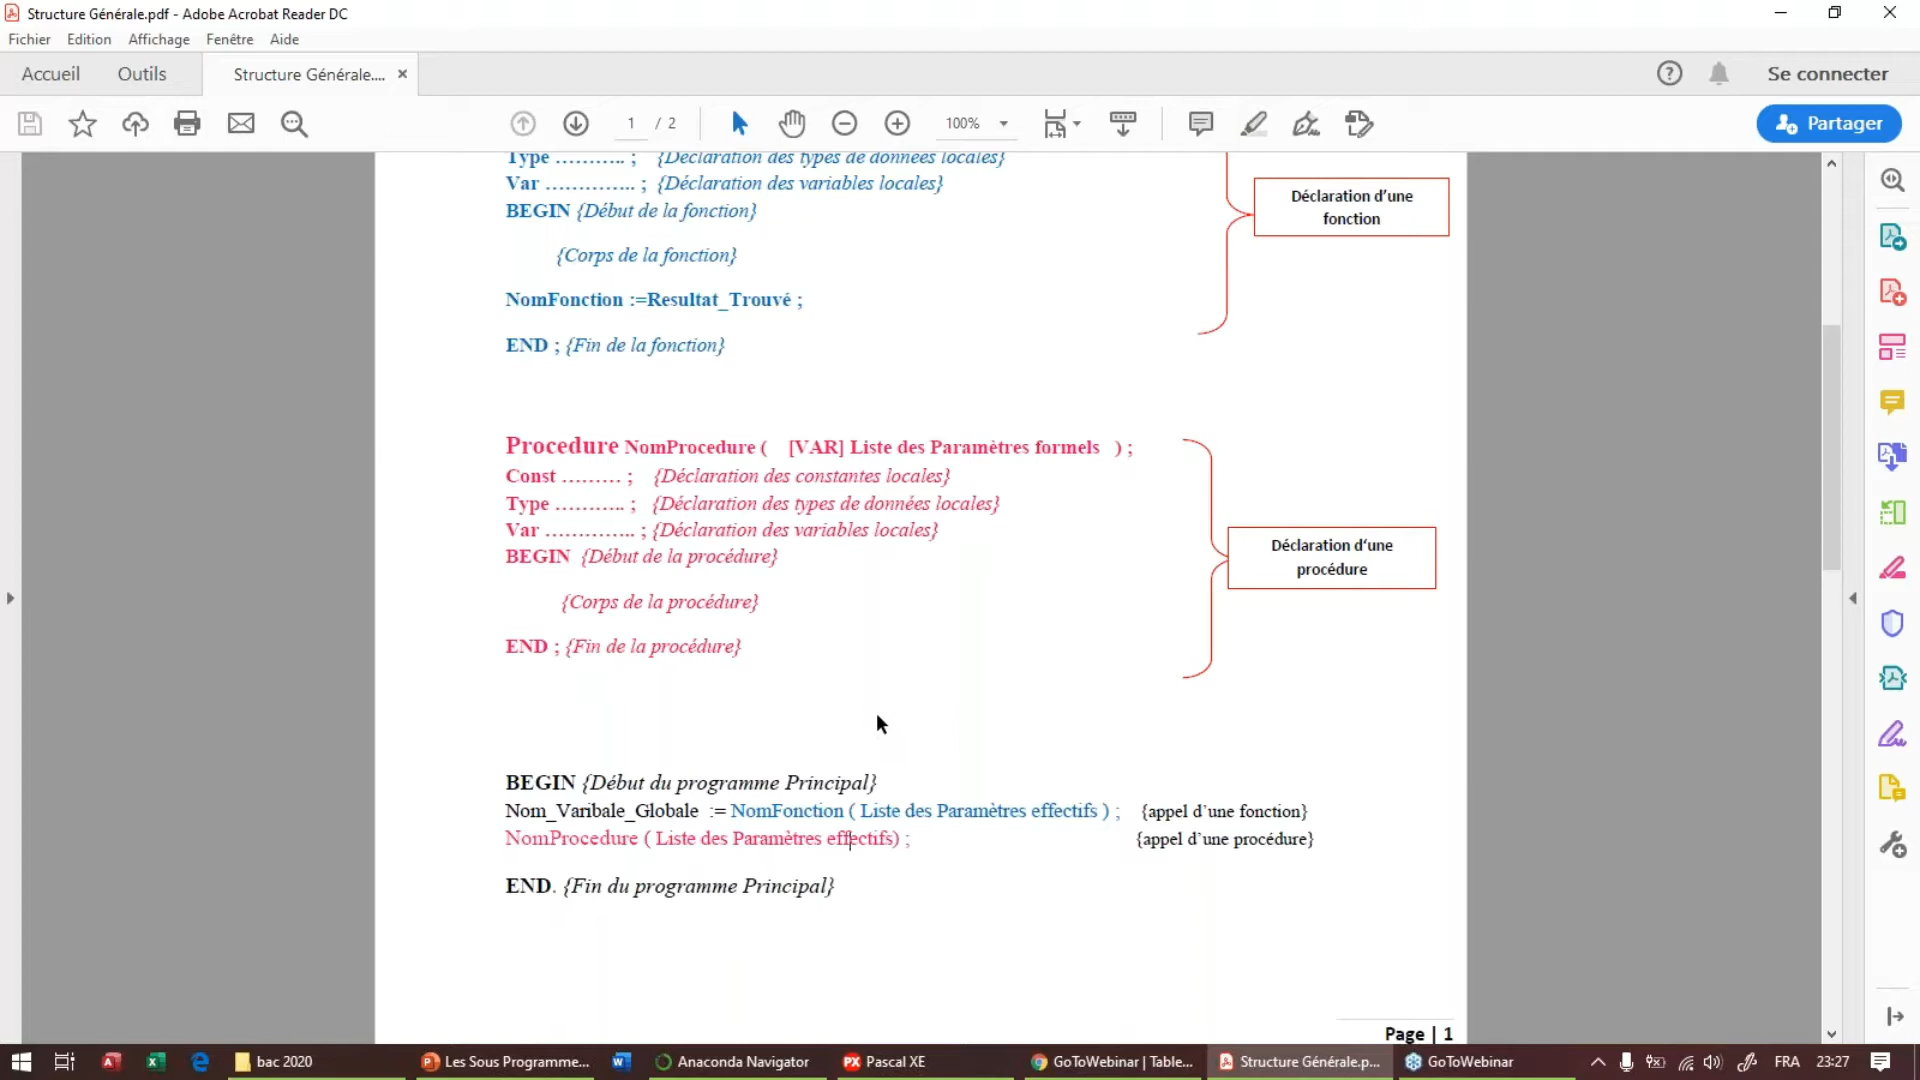 Structure Générale.pdf - Adobe Acrobat Reader DC
Fichier Edition Affichage Fenêtre Aide
Accueil Outils Structure Générale.... × Se connecter
1 / 2 100% Partager
Type ……….. ; {Déclaration des types de données locales}
Var ………….. ; {Déclaration des variables locales}
BEGIN {Début de la fonction}
Déclaration d'une
fonction
{Corps de la fonction}
NomFonction :=Resultat_Trouvé ;
END ; {Fin de la fonction}
Procedure NomProcedure ( [VAR] Liste des Paramètres formels ) ;
Const ……… ; {Déclaration des constantes locales}
Type ……….. ; {Déclaration des types de données locales}
Var ………….. ; {Déclaration des variables locales}
BEGIN {Début de la procédure}
Déclaration d'une
procédure
{Corps de la procédure}
END ; {Fin de la procédure}
BEGIN {Début du programme Principal}
Nom_Varibale_Globale := NomFonction ( Liste des Paramètres effectifs ) ; {appel d'une fonction}
NomProcedure ( Liste des Paramètres effectifs) ; {appel d'une procédure}
END. {Fin du programme Principal}
Page | 1
bac 2020 Les Sous Programme... Anaconda Navigator PX Pascal XE GoToWebinar | Table... Structure Générale.p... GoToWebinar FRA 23:27